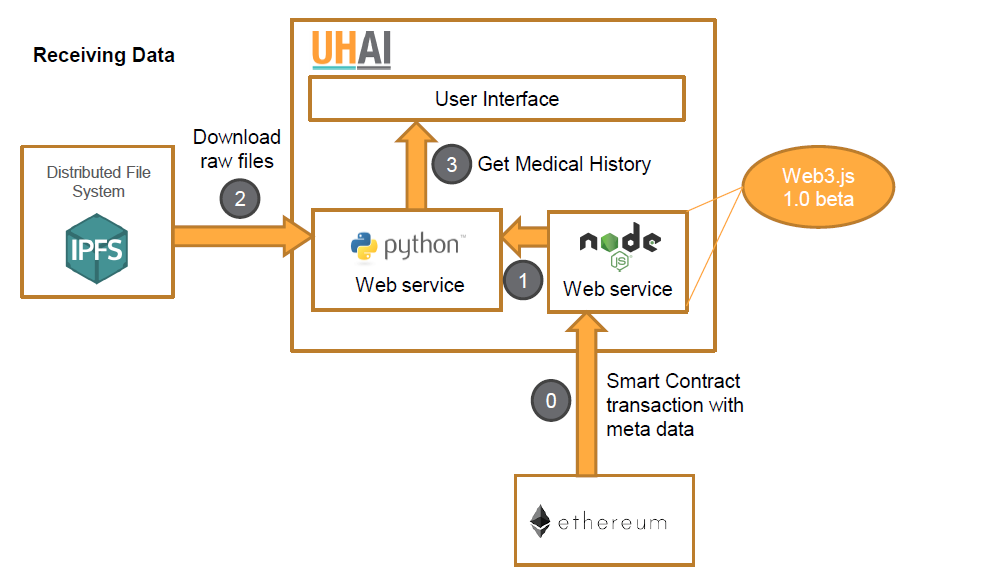 Receiving Data
UHAI
User Interface
Download
raw files
2
3
Get Medical History
Distributed File
System
IPFS
python™
Web service
1
node
JS
Web service
Web3.js
1.0 beta
0
Smart Contract
transaction with
meta data
ethereum